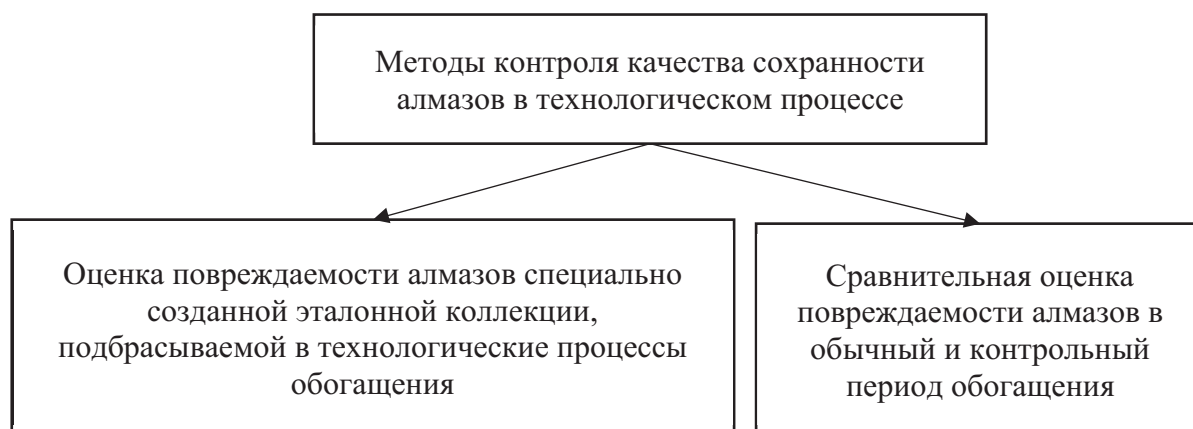 Методы контроля качества сохранности
алмазов в технологическом процессе
Оценка повреждаемости алмазов специально
созданной эталонной коллекции,
подбрасываемой в технологические процессы
обогащения
Сравнительная оценка
повреждаемости алмазов в
обычный и контрольный
период обогащения